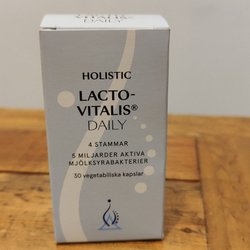 HOLISTIC
LACTO-
VITALIS®
DAILY
4 STAMMAR
5 MILJARDER AKTIVA
MJÖLKSYRABAKTERIER
30 vegetabiliska kapslar